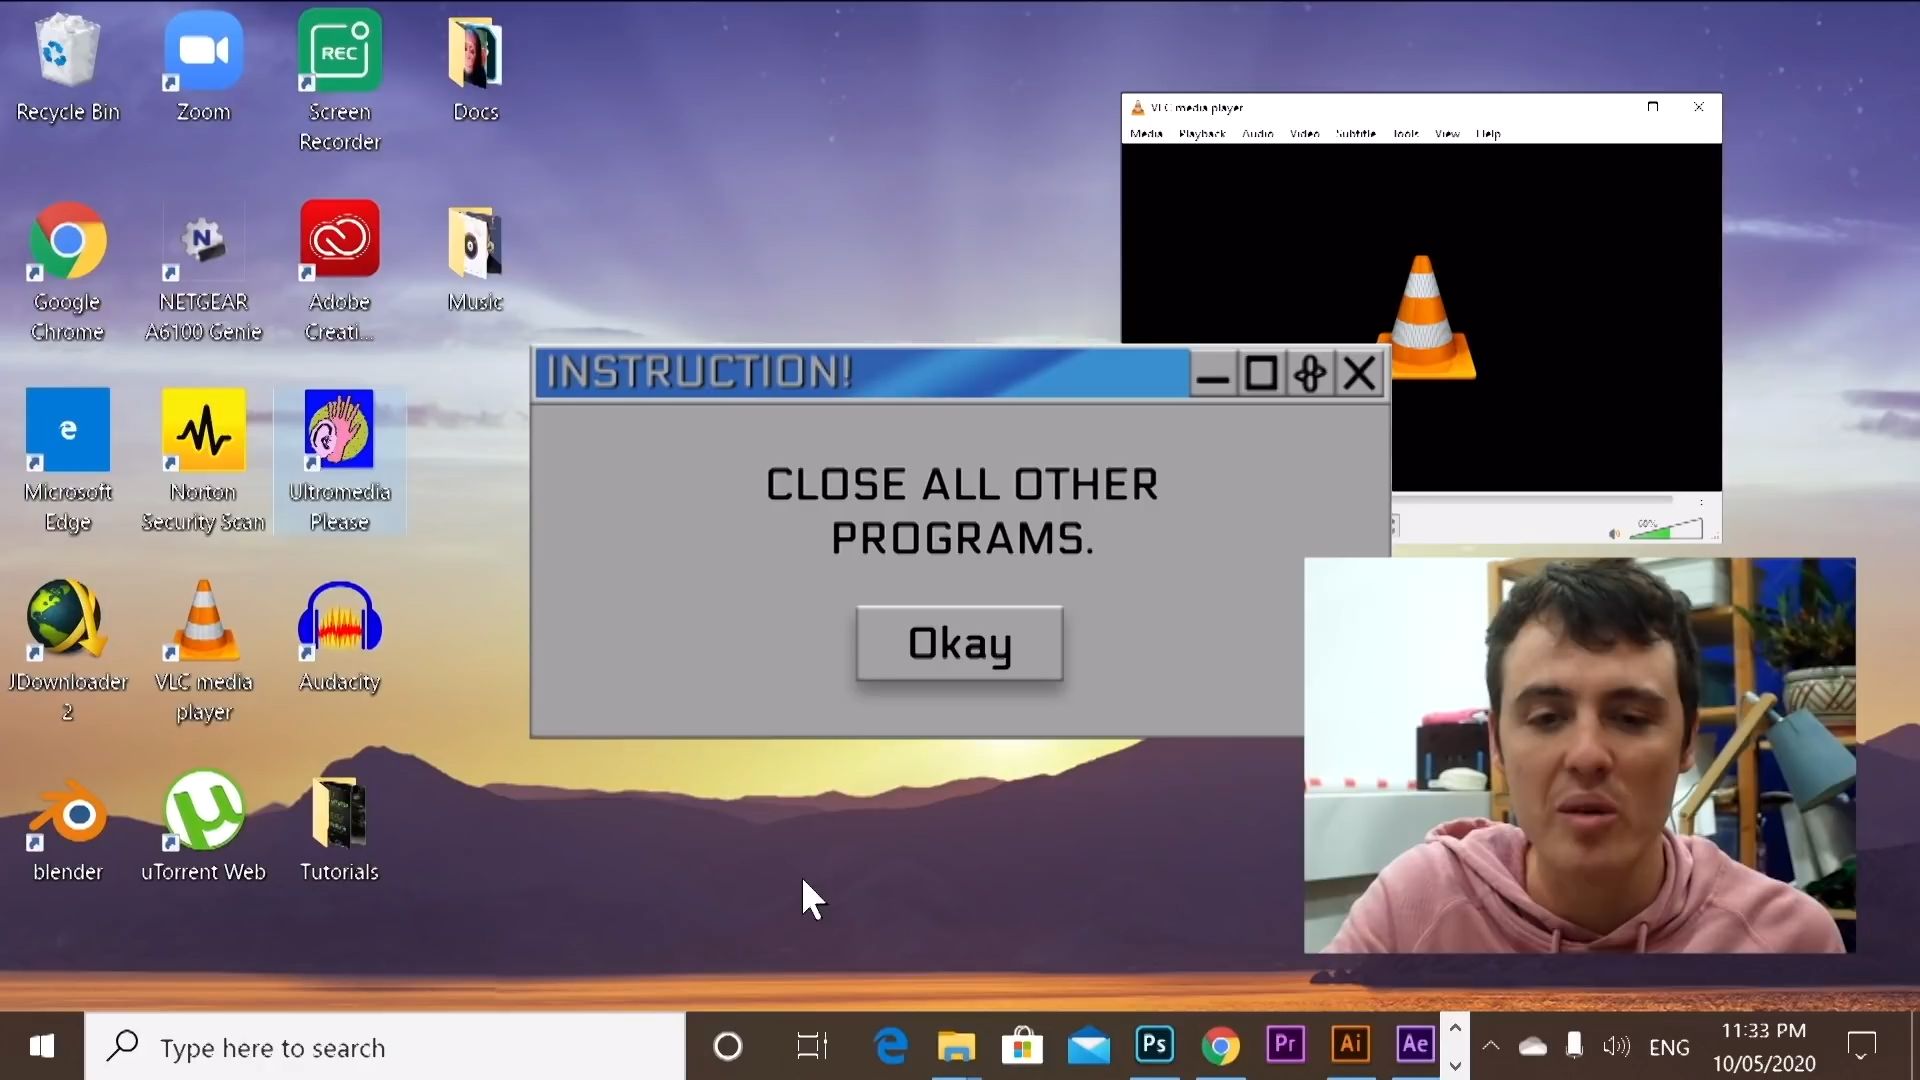 Recycle Bin
Zoom
REC
Screen
Recorder
Docs
Google
Chrome
N
NETGEAR
A6100 Genie
Adobe
Creati...
Music
e
Microsoft
Edge
Norton
Security Scan
Ultromedia
Please
JDownloader
2
VLC media
player
Audacity
blender
µ
uTorrent Web
Tutorials
VLC media player
Media Playback Audio Video Subtitle Tools View Help
60%
INSTRUCTION!
CLOSE ALL OTHER
PROGRAMS.
Okay
Type here to search
Ps
Pr
Ai
Ae
ENG
11:33 PM
10/05/2020